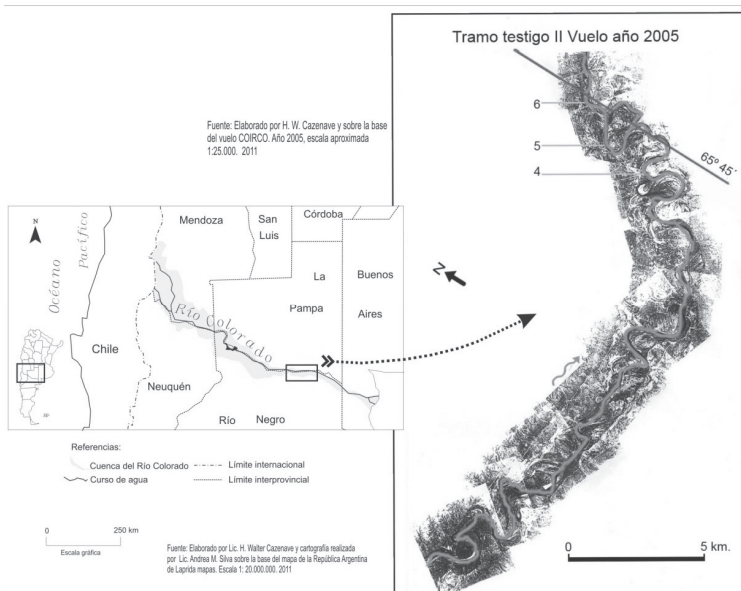 Tramo testigo II Vuelo año 2005
6
5
4
65º 45´
N
0
5 km.
Fuente: Elaborado por H. W. Cazenave y sobre la base
del vuelo COIRCO. Año 2005, escala aproximada
1:25.000. 2011
N
Océano
Pacífico
Mendoza
San
Luis
Córdoba
La
Pampa
Buenos
Aires
Río Colorado
Chile
Neuquén
Río
Negro
Referencias:
Cuenca del Río Colorado
Límite internacional
Curso de agua
Límite interprovincial
0
250 km
Escala gráfica
Fuente: Elaborado por Lic. H. Walter Cazenave y cartografía realizada
por Lic. Andrea M. Silva sobre la base del mapa de la República Argentina
de Laprida mapas. Escala 1: 20.000.000. 2011